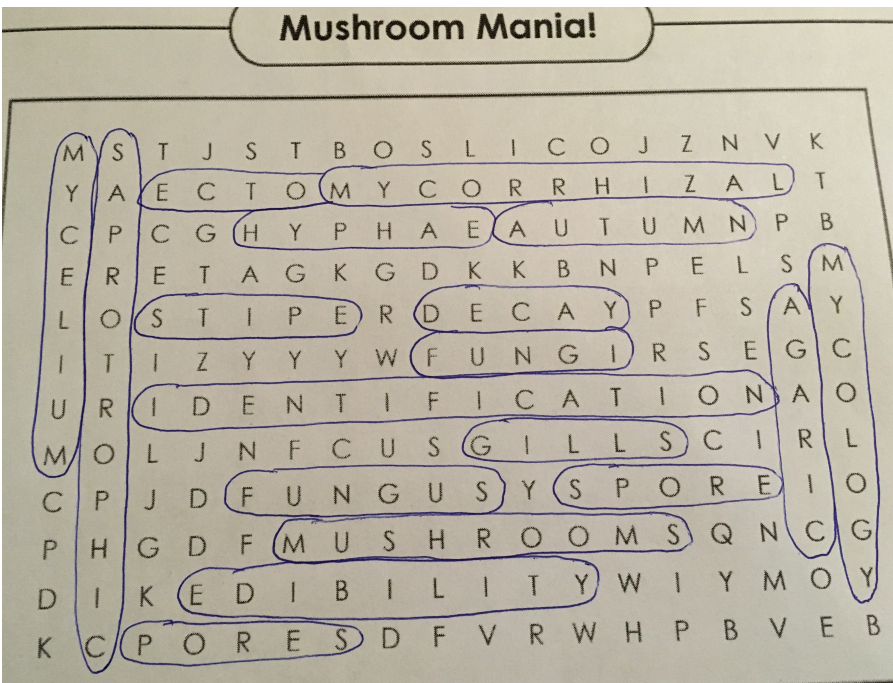 Mushroom Mania!
M S T J S T B O S L I C O J Z N V K
Y A E C T O M Y C O R R H I Z A L T
C P C G H Y P H A E A U T U M N P B
E R E T A G K G D K K B N P E L S M
L O S T I P E R D E C A Y P F S A Y
I T I Z Y Y Y W F U N G I R S E G C
U R I D E N T I F I C A T I O N A O
M O L J N F C U S G I L L S C I R L
C P J D F U N G U S Y S P O R E I O
P H G D F M U S H R O O M S Q N C G
D I K E D I B I L I T Y W I Y M O Y
K C P O R E S D F V R W H P B V E B